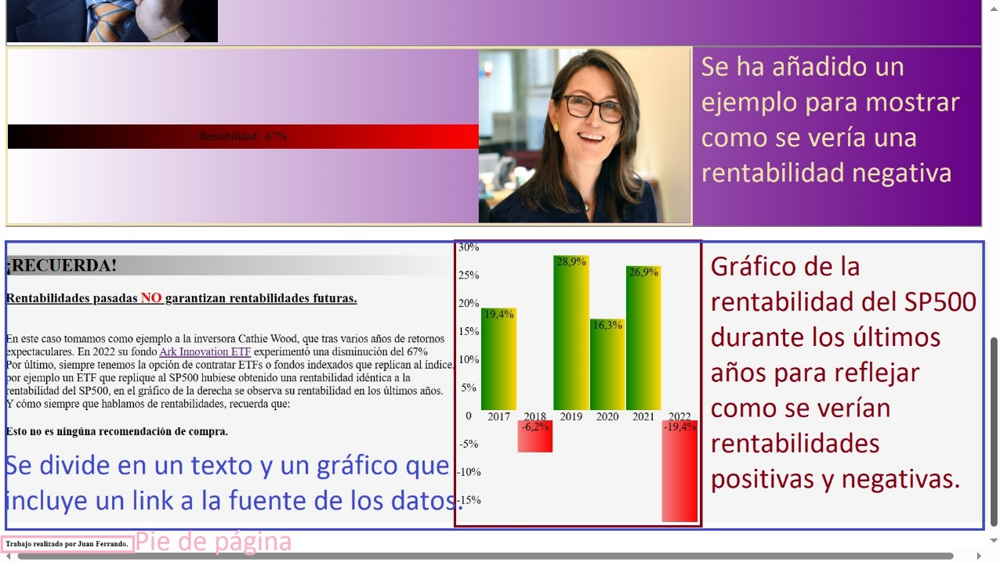 Rentabilidad: -67%
Se ha añadido un
ejemplo para mostrar
como se vería una
rentabilidad negativa
¡RECUERDA!
Rentabilidades pasadas NO garantizan rentabilidades futuras.
En este caso tomamos como ejemplo a la inversora Cathie Wood, que tras varios años de retornos
expectaculares. En 2022 su fondo Ark Innovation ETF experimentó una disminución del 67%
Por último, siempre tenemos la opción de contratar ETFs o fondos indexados que replican al índice,
por ejemplo un ETF que replique al SP500 hubiese obtenido una rentabilidad idéntica a la
rentabilidad del SP500, en el gráfico de la derecha se observa su rentabilidad en los últimos años.
Y cómo siempre que hablamos de rentabilidades, recuerda que:
Esto no es ningúna recomendación de compra.
Se divide en un texto y un gráfico que
incluye un link a la fuente de los datos.
30%
25%
20%
15%
10%
5%
0
-5%
-10%
-15%
19,4%
28,9%
16,3%
26,9%
2017 2018 2019 2020 2021 2022
-6,2%
-19,4%
Gráfico de la
rentabilidad del SP500
durante los últimos
años para reflejar
como se verían
rentabilidades
positivas y negativas.
Trabajo realizado por Juan Ferrando.
Pie de página